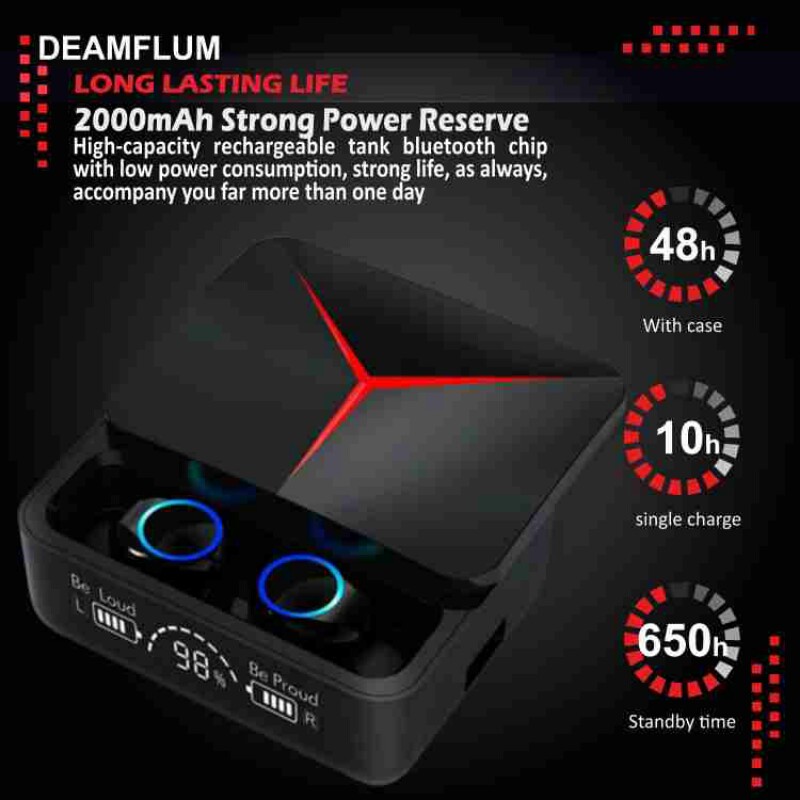 DEAMFLUM
LONG LASTING LIFE
2000mAh Strong Power Reserve
High-capacity rechargeable tank bluetooth chip
with low power consumption, strong life, as always,
accompany you far more than one day
48h
With case
10h
single charge
650h
Standby time
Be Loud
L
98%
Be Proud
R